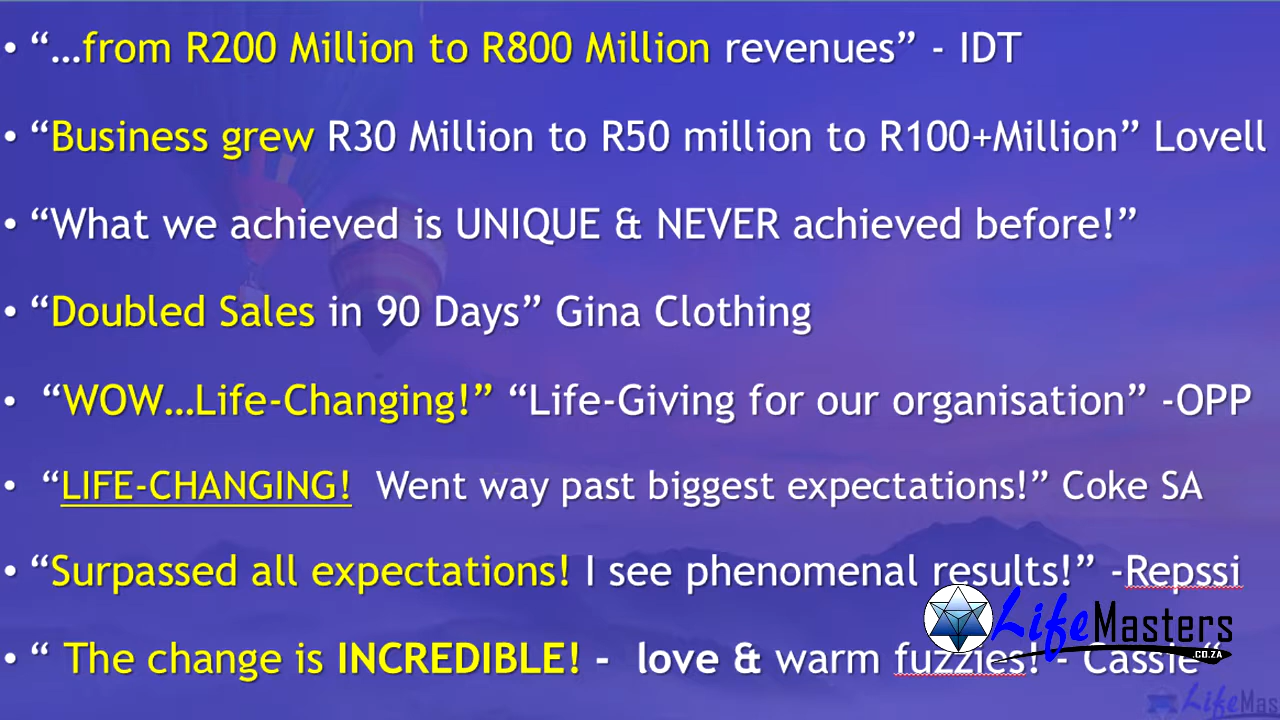 • “…from R200 Million to R800 Million revenues” - IDT
• “Business grew R30 Million to R50 million to R100+Million” Lovell
• “What we achieved is UNIQUE & NEVER achieved before!”
• “Doubled Sales in 90 Days” Gina Clothing
• “WOW…Life-Changing!” “Life-Giving for our organisation” -OPP
• “LIFE-CHANGING! Went way past biggest expectations!” Coke SA
• “Surpassed all expectations! I see phenomenal results!” -Repssi
LifeMasters
.CO.ZA
• “ The change is INCREDIBLE! - love & warm fuzzies! - Cassie“
LifeMas